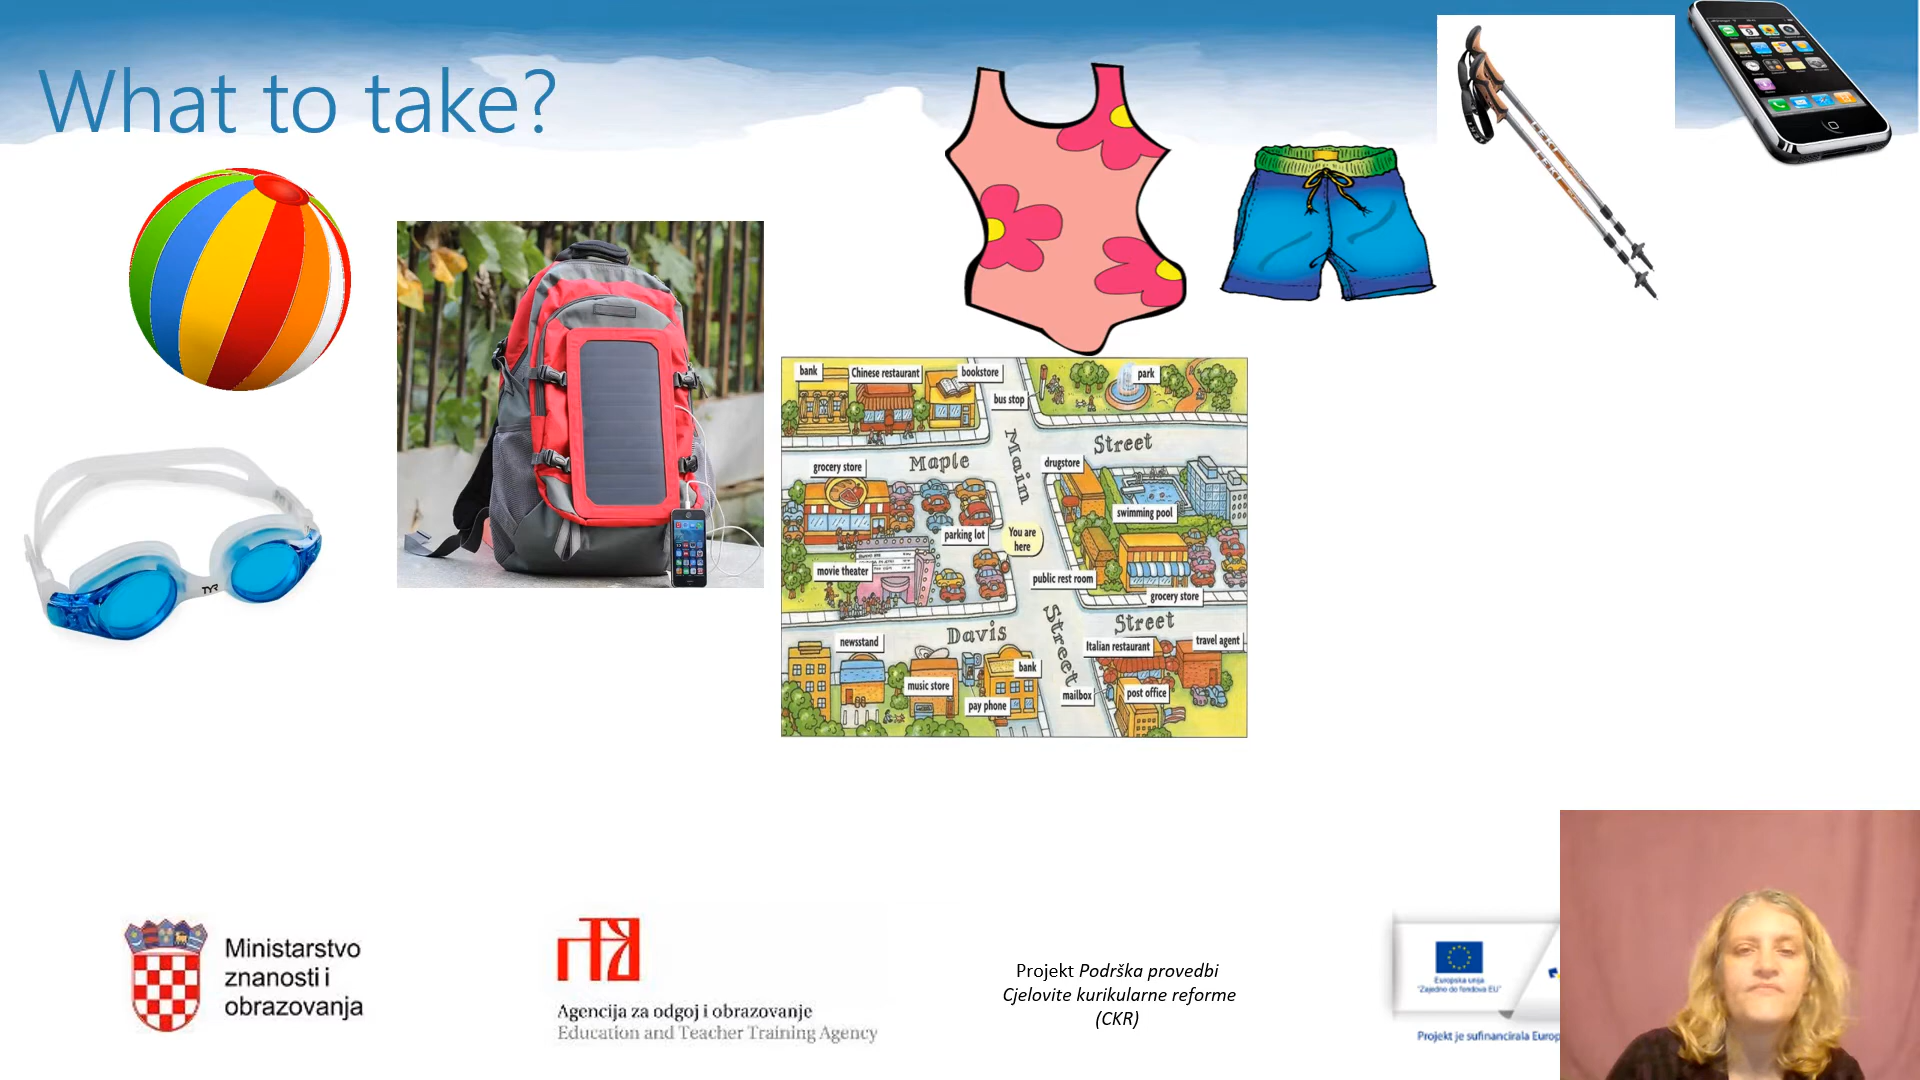 What to take?
TYR
LEKI
LEKI
bank
Chinese restaurant
bookstore
bus stop
park
Maple
Main
Street
grocery store
drugstore
swimming pool
parking lot
You are
here
movie theater
public rest room
grocery store
Davis
Street
Street
newsstand
Italian restaurant
travel agent
bank
music store
pay phone
mailbox
post office
Ministarstvo
znanosti i
obrazovanja
Agencija za odgoj i obrazovanje
Education and Teacher Training Agency
Projekt Podrška provedbi
Cjelovite kurikularne reforme
(CKR)
Europska unija
"Zajedno do fondova EU"
Projekt je sufinancirala Europ